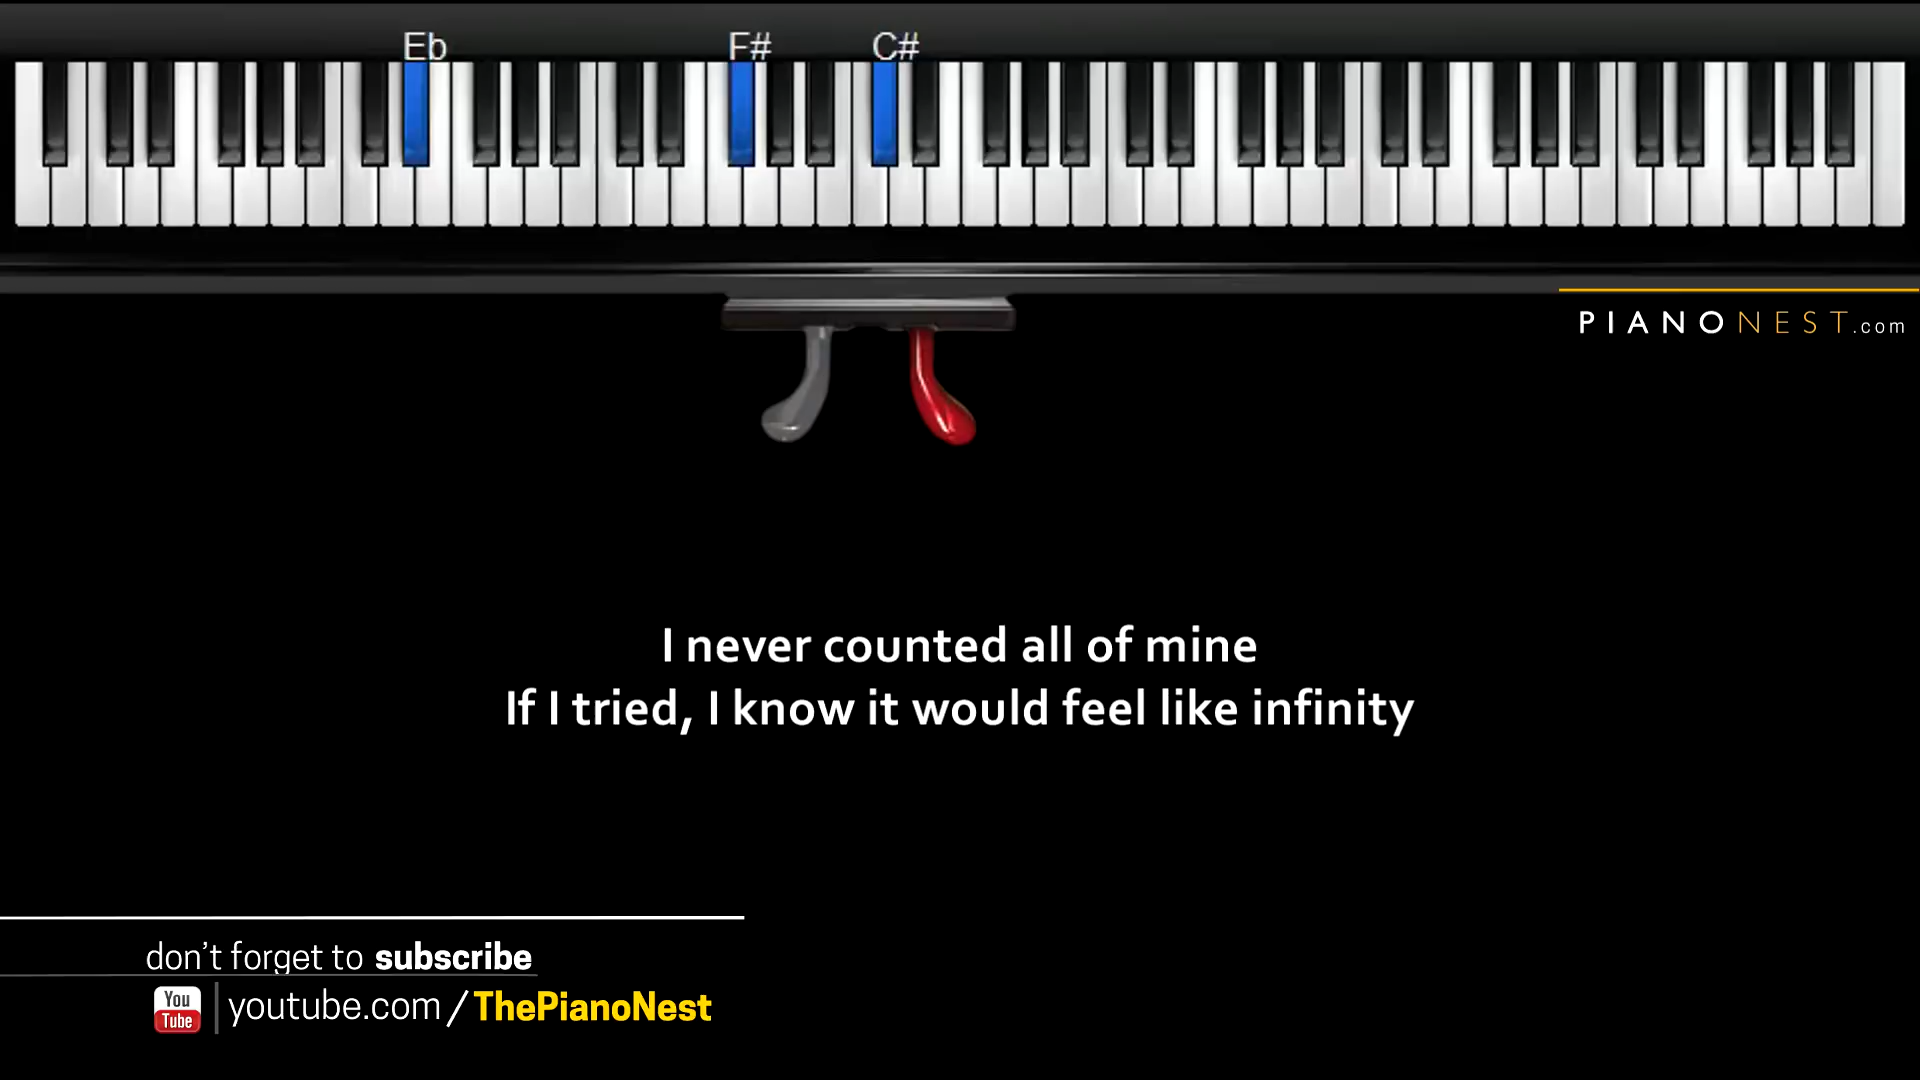 Eb F# C#
PIANONEST.com
I never counted all of mine
If I tried, I know it would feel like infinity
don't forget to subscribe
You Tube youtube.com/ThePianoNest